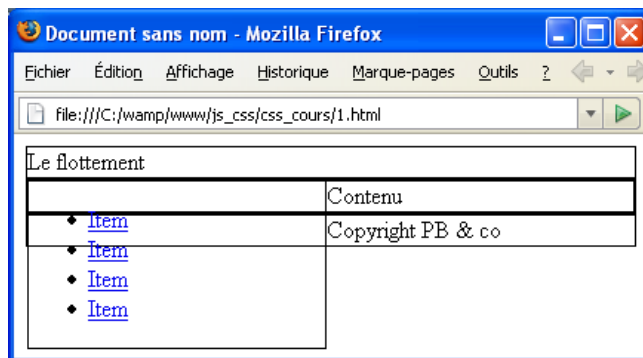 Document sans nom - Mozilla Firefox
Fichier Édition Affichage Historique Marque-pages Outils ?
file:///C:/wamp/www/js_css/css_cours/1.html
Le flottement
Contenu
Item
Copyright PB & co
Item
Item
Item